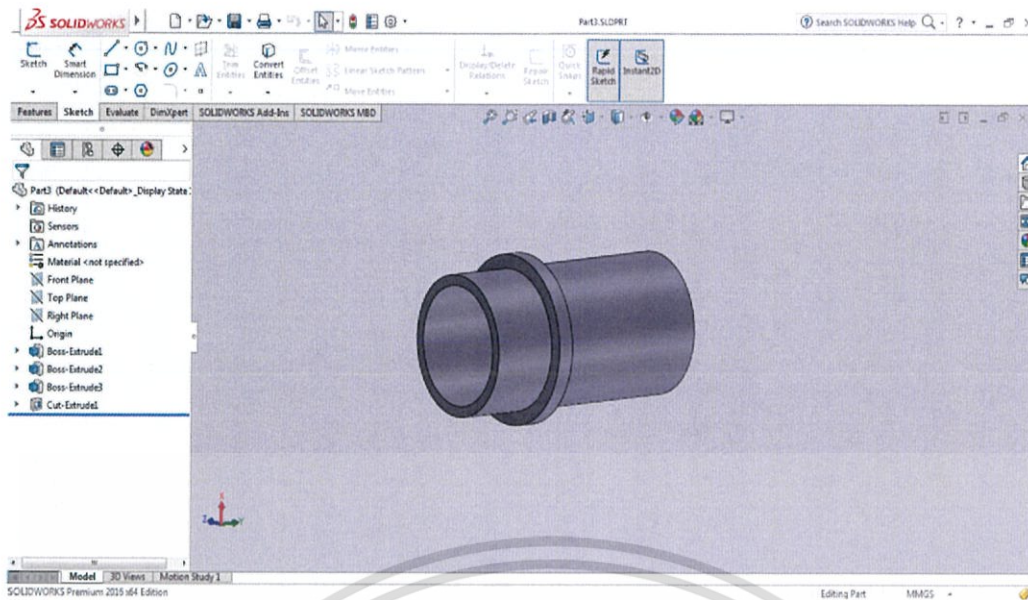 SOLIDWORKS
Part3.SLDPRT
Search SOLIDWORKS Help
Sketch
Smart Dimension
Trim Entities
Convert Entities
Offset Entities
Mirror Entities
Linear Sketch Pattern
Move Entities
Display/Delete Relations
Repair Sketch
Quick Snaps
Rapid Sketch
Instant2D
Features Sketch Evaluate DimXpert SOLIDWORKS Add-Ins SOLIDWORKS MBD
Part3 (Default<<Default>_Display State
History
Sensors
Annotations
Material <not specified>
Front Plane
Top Plane
Right Plane
Origin
Boss-Extrude1
Boss-Extrude2
Boss-Extrude3
Cut-Extrude1
Model 3D Views Motion Study 1
SOLIDWORKS Premium 2016 x64 Edition
Editing Part MMGS